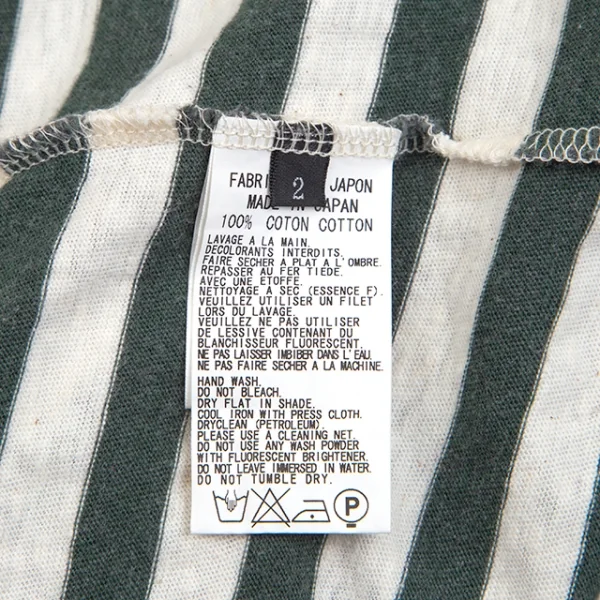 2
FABRI JAPON
MADE IN JAPAN
100% COTON COTTON
LAVAGE A LA MAIN.
DECOLORANTS INTERDITS.
FAIRE SECHER A PLAT A L'OMBRE.
REPASSER AU FER TIEDE.
AVEC UNE ETOFFE.
NETTOYAGE A SEC (ESSENCE F).
VEUILLEZ UTILISER UN FILET
LORS DU LAVAGE.
VEUILLEZ NE PAS UTILISER
DE LESSIVE CONTENANT DU
BLANCHISSEUR FLUORESCENT.
NE PAS LAISSER IMBIBER DANS L'EAU.
NE PAS FAIRE SECHER A LA MACHINE.
HAND WASH.
DO NOT BLEACH.
DRY FLAT IN SHADE.
COOL IRON WITH PRESS CLOTH.
DRYCLEAN (PETROLEUM).
PLEASE USE A CLEANING NET.
DO NOT USE ANY WASH POWDER
WITH FLUORESCENT BRIGHTENER.
DO NOT LEAVE IMMERSED IN WATER.
DO NOT TUMBLE DRY.
P